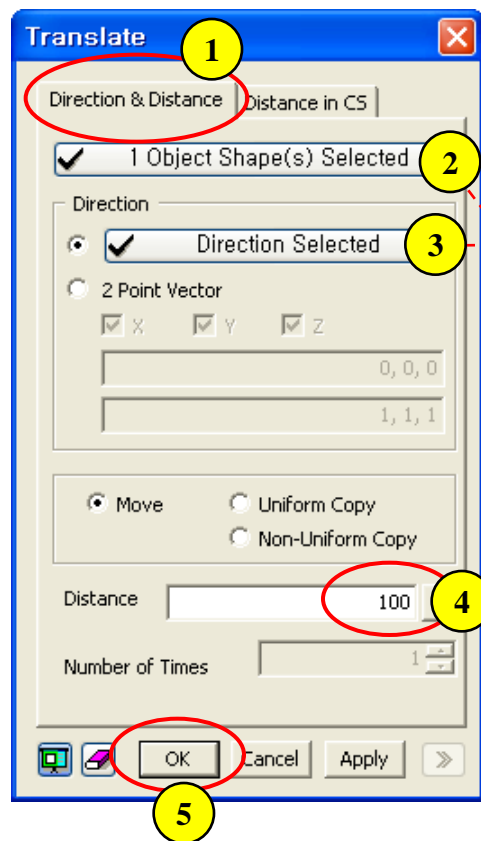 Translate
1
Direction & Distance
Distance in CS
1 Object Shape(s) Selected
2
Direction
Direction Selected
3
2 Point Vector
X Y Z
0, 0, 0
1, 1, 1
Move
Uniform Copy
Non-Uniform Copy
Distance
100
4
Number of Times
1
OK
Cancel
Apply
5